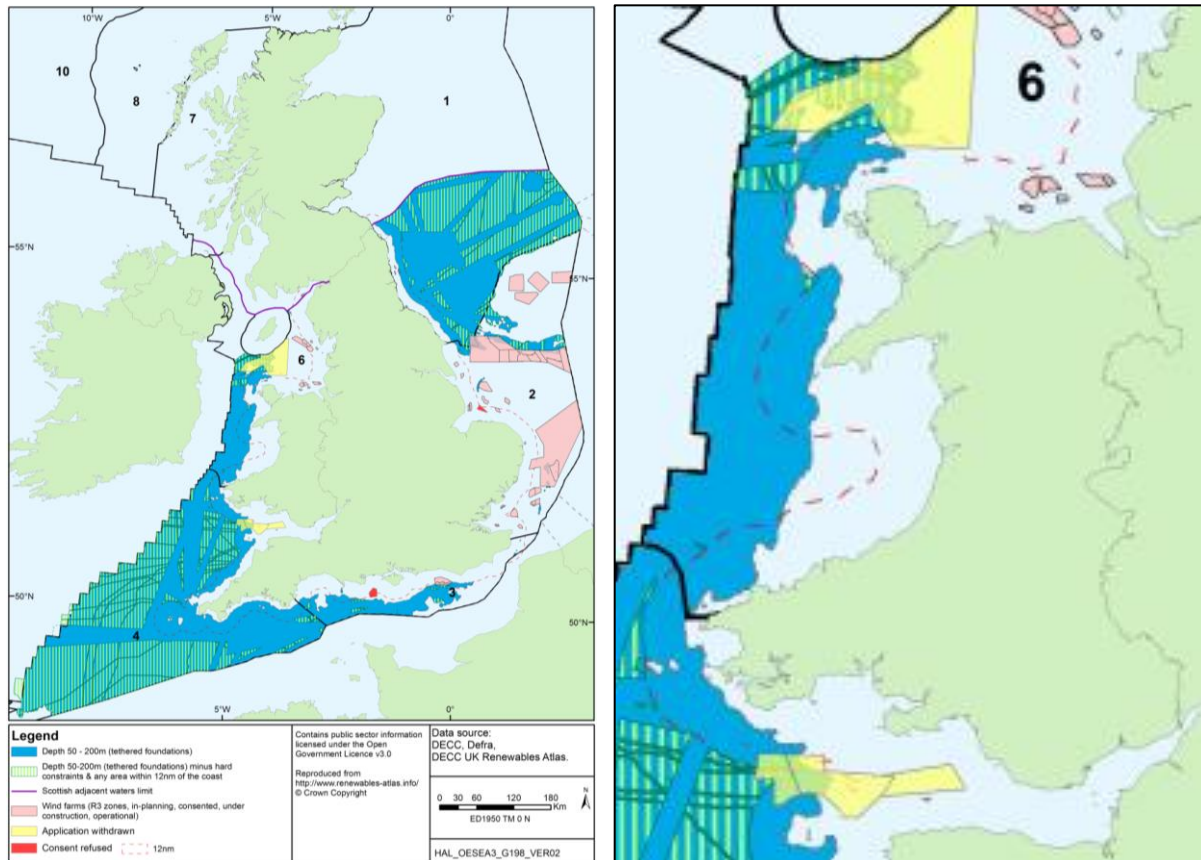 10°W
5°W
0°
10
8
7
1
55°N
55°N
6
2
50°N
3
50°N
4
5°W
0°
Legend
Depth 50 - 200m (tethered foundations)
Depth 50-200m (tethered foundations) minus hard
constraints & any area within 12nm of the coast
Scottish adjacent waters limit
Wind farms (R3 zones, in-planning, consented, under
construction, operational)
Application withdrawn
Consent refused
12nm
Contains public sector information
licensed under the Open
Government Licence v3.0
Reproduced from
http://www.renewables-atlas.info/
© Crown Copyright
Data source:
DECC, Defra,
DECC UK Renewables Atlas.
0 30 60 120 180
Km
N
ED1950 TM 0 N
HAL_OESEA3_G198_VER02
6